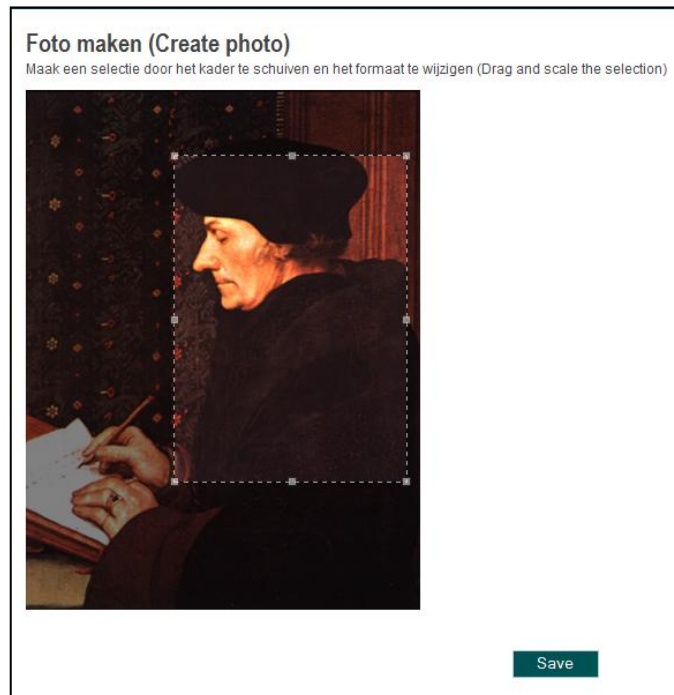 Foto maken (Create photo)
Maak een selectie door het kader te schuiven en het formaat te wijzigen (Drag and scale the selection)
Save